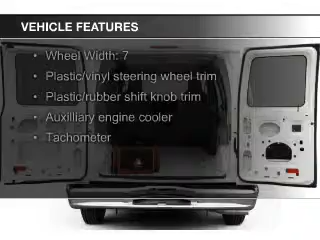 VEHICLE FEATURES
• Wheel Width: 7
• Plastic/vinyl steering wheel trim
• Plastic/rubber shift knob trim
• Auxilliary engine cooler
• Tachometer